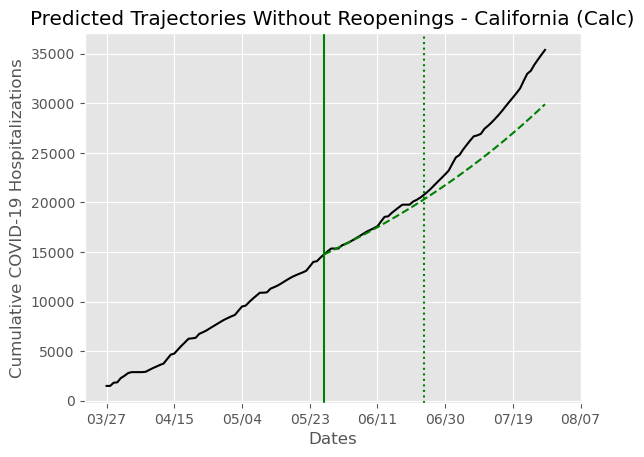 Predicted Trajectories Without Reopenings - California (Calc)
Cumulative COVID-19 Hospitalizations
35000
30000
25000
20000
15000
10000
5000
0
03/27 04/15 05/04 05/23 06/11 06/30 07/19 08/07
Dates